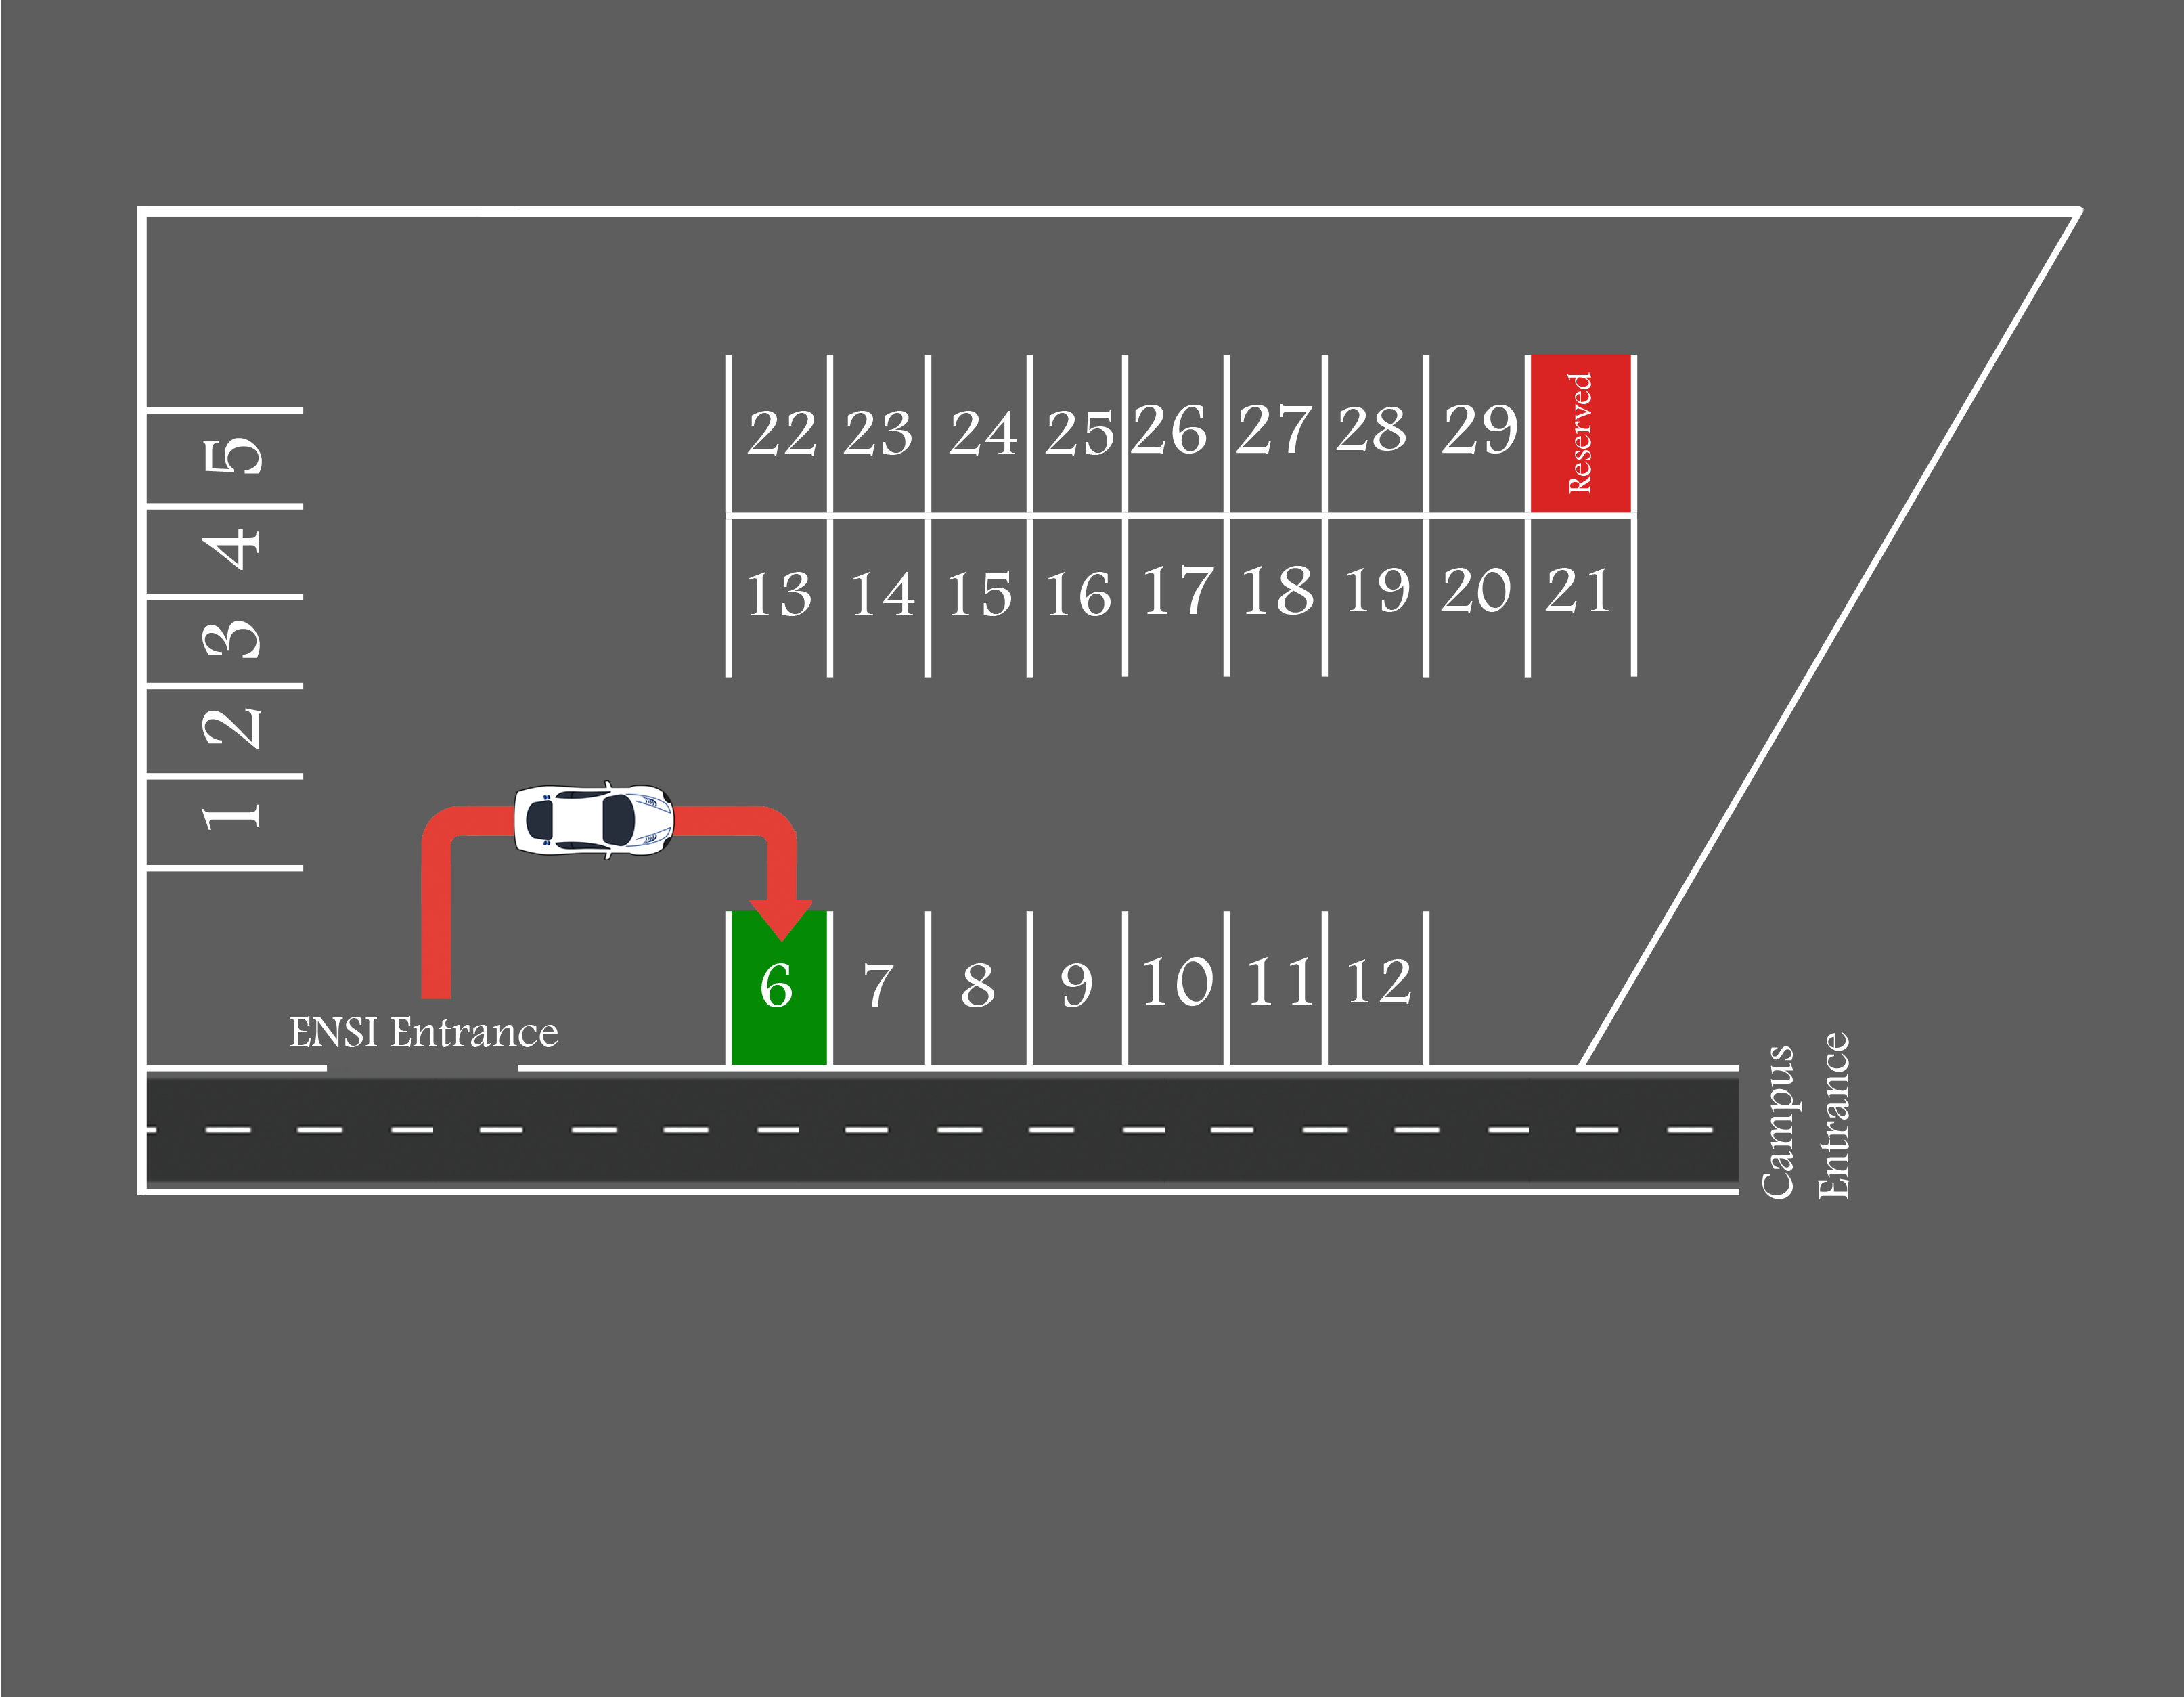 22 23 24 25 26 27 28 29 Reserved
13 14 15 16 17 18 19 20 21
5
4
3
2
1
6 7 8 9 10 11 12
ENSI Entrance
Campus
Entrance